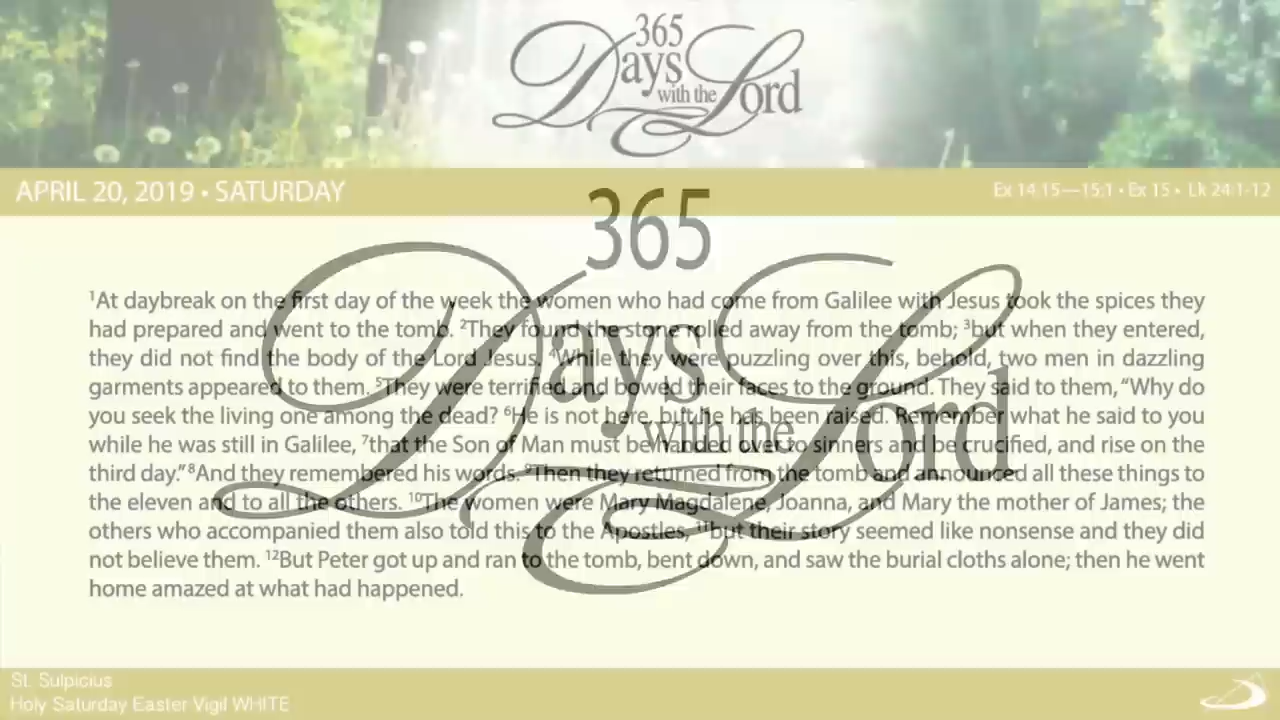 365
Days
with the Lord
APRIL 20, 2019 • SATURDAY
Ex 14:15—15:1 • Ex 15 • Lk 24:1-12
365
Days
with the Lord
¹At daybreak on the first day of the week the women who had come from Galilee with Jesus took the spices they
had prepared and went to the tomb. ²They found the stone rolled away from the tomb; ³but when they entered,
they did not find the body of the Lord Jesus. ⁴While they were puzzling over this, behold, two men in dazzling
garments appeared to them. ⁵They were terrified and bowed their faces to the ground. They said to them, “Why do
you seek the living one among the dead? ⁶He is not here, but he has been raised. Remember what he said to you
while he was still in Galilee, ⁷that the Son of Man must be handed over to sinners and be crucified, and rise on the
third day.” ⁸And they remembered his words. ⁹Then they returned from the tomb and announced all these things to
the eleven and to all the others. ¹⁰The women were Mary Magdalene, Joanna, and Mary the mother of James; the
others who accompanied them also told this to the Apostles, ¹¹but their story seemed like nonsense and they did
not believe them. ¹²But Peter got up and ran to the tomb, bent down, and saw the burial cloths alone; then he went
home amazed at what had happened.
St. Sulpicius
Holy Saturday Easter Vigil WHITE